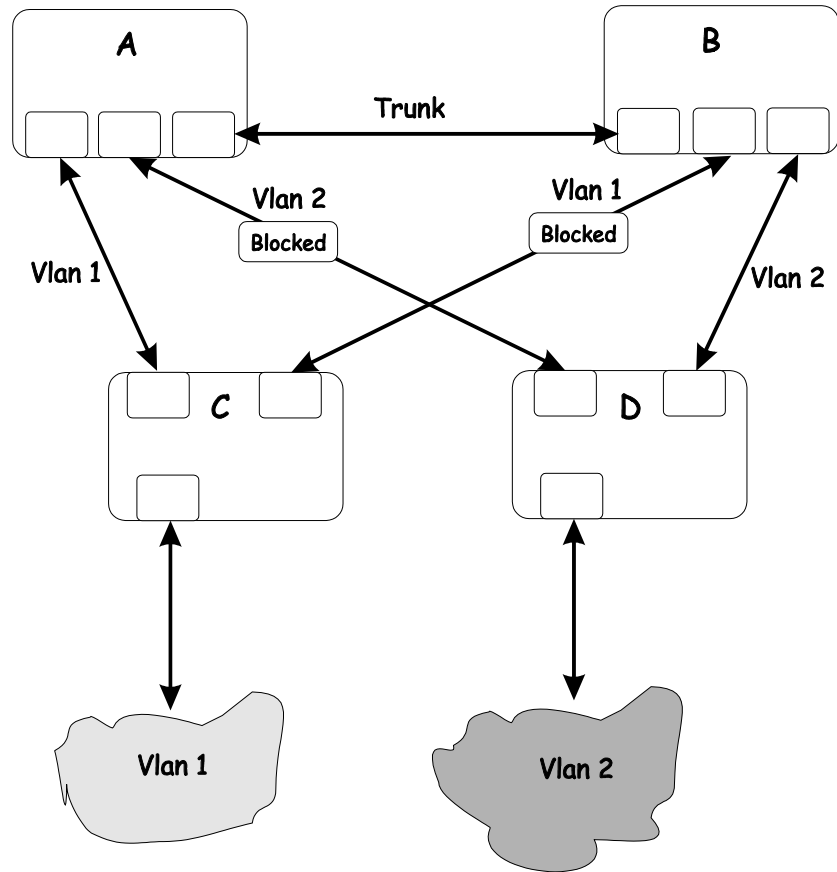 A
B
Trunk
Vlan 2
Vlan 1
Blocked
Blocked
Vlan 1
Vlan 2
C
D
Vlan 1
Vlan 2